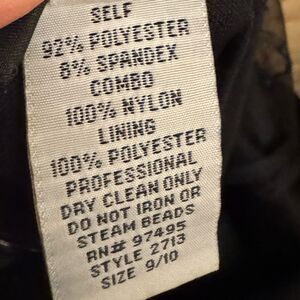 SELF
92% POLYESTER
8% SPANDEX
COMBO
100% NYLON
LINING
100% POLYESTER
PROFESSIONAL
DRY CLEAN ONLY
DO NOT IRON OR
STEAM BEADS
RN# 97495
STYLE 2713
SIZE 9/10